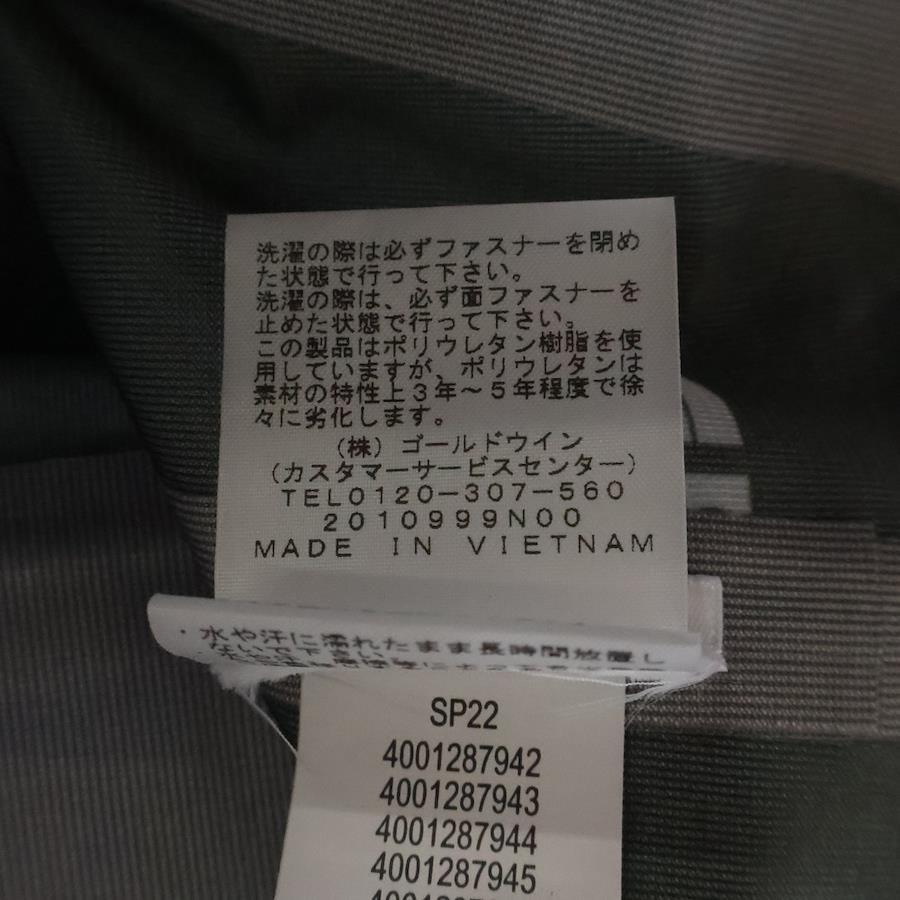 洗濯の際は必ずファスナーを閉め
た状態で行って下さい。
洗濯の際は、必ず面ファスナーを
止めた状態で行って下さい。
この製品はポリウレタン樹脂を使
用していますが、ポリウレタンは
素材の特性上3年〜5年程度で徐
々に劣化します。
(株)ゴールドウイン
(カスタマーサービスセンター)
TEL0120-307-560
2010999N00
MADE IN VIETNAM
・水や汗に濡れたまま長時間放置し
ないで下さい
SP22
4001287942
4001287943
4001287944
4001287945